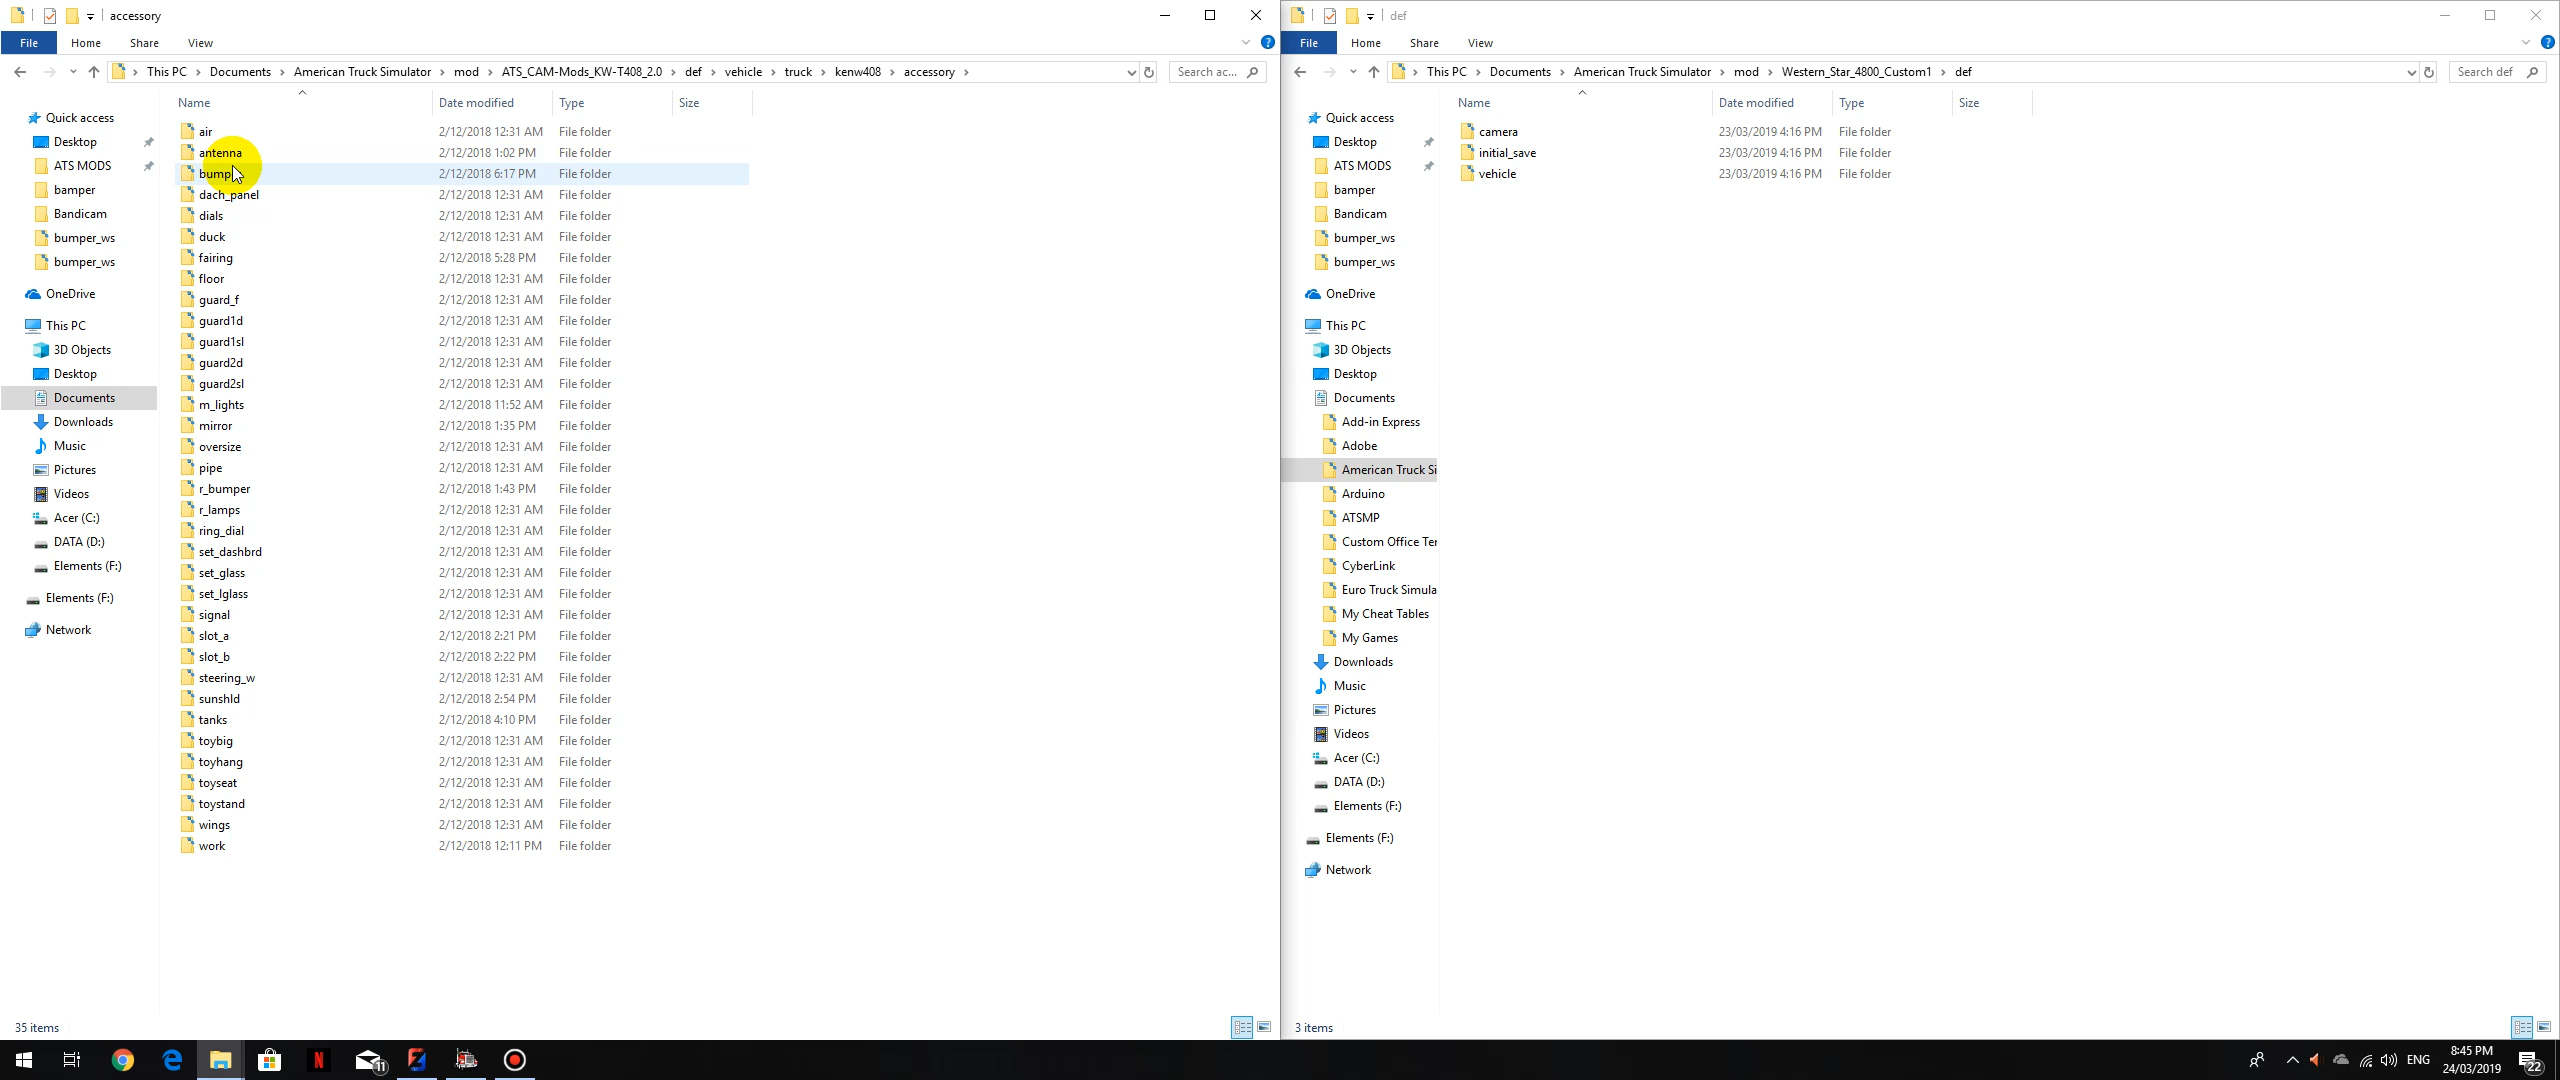 accessory
File Home Share View
This PC Documents American Truck Simulator mod ATS_CAM-Mods_KW-T408_2.0 def vehicle truck kenw408 accessory
Search ac...
Quick access
Desktop
ATS MODS
bamper
Bandicam
bumper_ws
bumper_ws
OneDrive
This PC
3D Objects
Desktop
Documents
Downloads
Music
Pictures
Videos
Acer (C:)
DATA (D:)
Elements (F:)
Elements (F:)
Network
Name Date modified Type Size
air 2/12/2018 12:31 AM File folder
antenna 2/12/2018 1:02 PM File folder
bump 2/12/2018 6:17 PM File folder
dach_panel 2/12/2018 12:31 AM File folder
dials 2/12/2018 12:31 AM File folder
duck 2/12/2018 12:31 AM File folder
fairing 2/12/2018 5:28 PM File folder
floor 2/12/2018 12:31 AM File folder
guard_f 2/12/2018 12:31 AM File folder
guard1d 2/12/2018 12:31 AM File folder
guard1sl 2/12/2018 12:31 AM File folder
guard2d 2/12/2018 12:31 AM File folder
guard2sl 2/12/2018 12:31 AM File folder
m_lights 2/12/2018 11:52 AM File folder
mirror 2/12/2018 1:35 PM File folder
oversize 2/12/2018 12:31 AM File folder
pipe 2/12/2018 12:31 AM File folder
r_bumper 2/12/2018 1:43 PM File folder
r_lamps 2/12/2018 12:31 AM File folder
ring_dial 2/12/2018 12:31 AM File folder
set_dashbrd 2/12/2018 12:31 AM File folder
set_glass 2/12/2018 12:31 AM File folder
set_lglass 2/12/2018 12:31 AM File folder
signal 2/12/2018 12:31 AM File folder
slot_a 2/12/2018 2:21 PM File folder
slot_b 2/12/2018 2:22 PM File folder
steering_w 2/12/2018 12:31 AM File folder
sunshld 2/12/2018 2:54 PM File folder
tanks 2/12/2018 4:10 PM File folder
toybig 2/12/2018 12:31 AM File folder
toyhang 2/12/2018 12:31 AM File folder
toyseat 2/12/2018 12:31 AM File folder
toystand 2/12/2018 12:31 AM File folder
wings 2/12/2018 12:31 AM File folder
work 2/12/2018 12:11 PM File folder
35 items
def
File Home Share View
This PC Documents American Truck Simulator mod Western_Star_4800_Custom1 def
Search def
Quick access
Desktop
ATS MODS
bamper
Bandicam
bumper_ws
bumper_ws
OneDrive
This PC
3D Objects
Desktop
Documents
Add-in Express
Adobe
American Truck Si
Arduino
ATSMP
Custom Office Ter
CyberLink
Euro Truck Simula
My Cheat Tables
My Games
Downloads
Music
Pictures
Videos
Acer (C:)
DATA (D:)
Elements (F:)
Elements (F:)
Network
Name Date modified Type Size
camera 23/03/2019 4:16 PM File folder
initial_save 23/03/2019 4:16 PM File folder
vehicle 23/03/2019 4:16 PM File folder
3 items
11
ENG
8:45 PM
24/03/2019
22